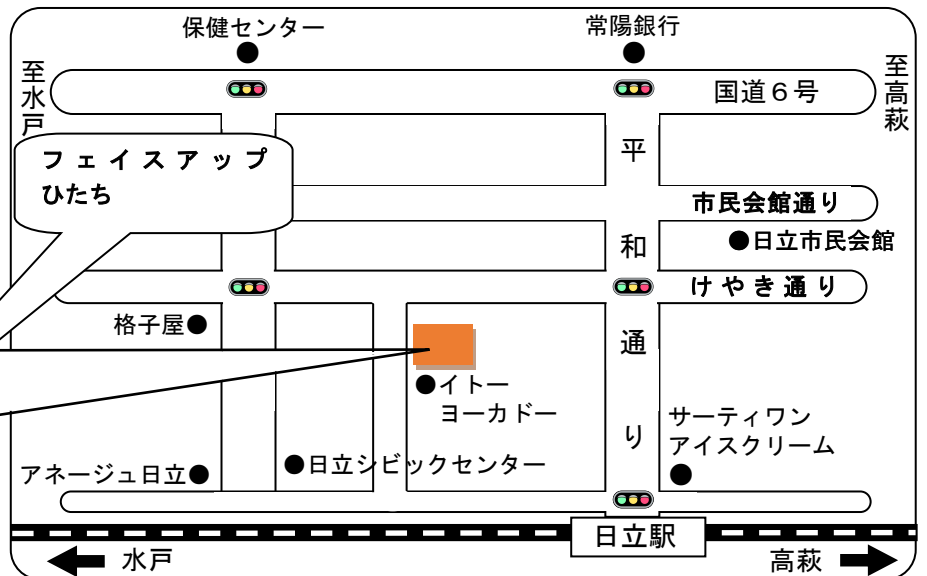 保健センター
常陽銀行
至水戸
至高萩
国道６号
フェイスアップ
ひたち
平和通り
市民会館通り
●日立市民会館
けやき通り
格子屋●
●イトー
ヨーカドー
サーティワン
アイスクリーム
アネージュ日立●
●日立シビックセンター
日立駅
水戸
高萩